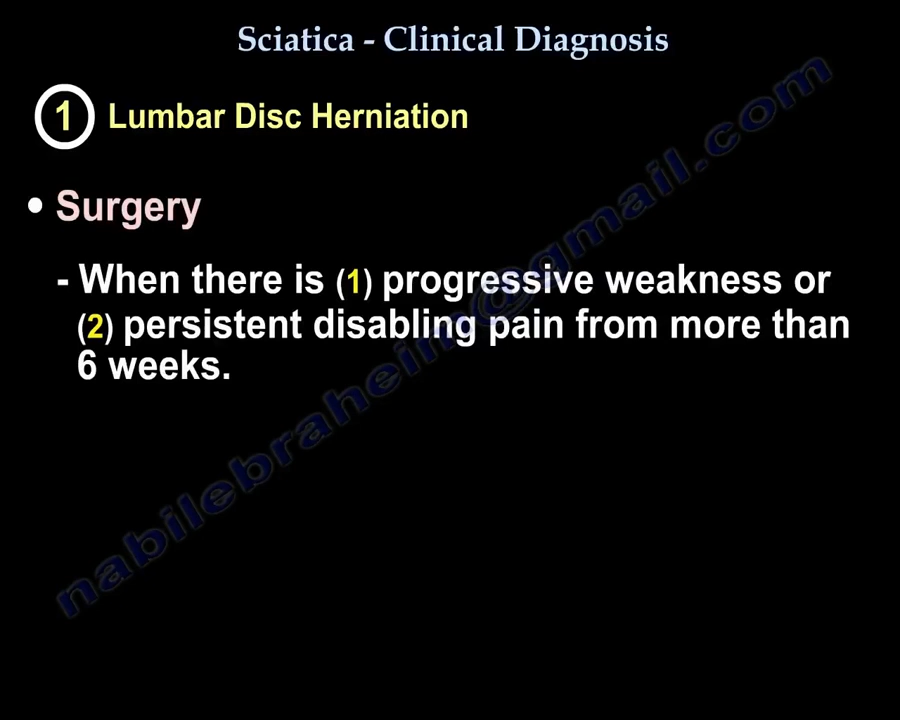 Sciatica - Clinical Diagnosis
1 Lumbar Disc Herniation
• Surgery
- When there is (1) progressive weakness or
(2) persistent disabling pain from more than
6 weeks.
nabilebraheim@gmail.com